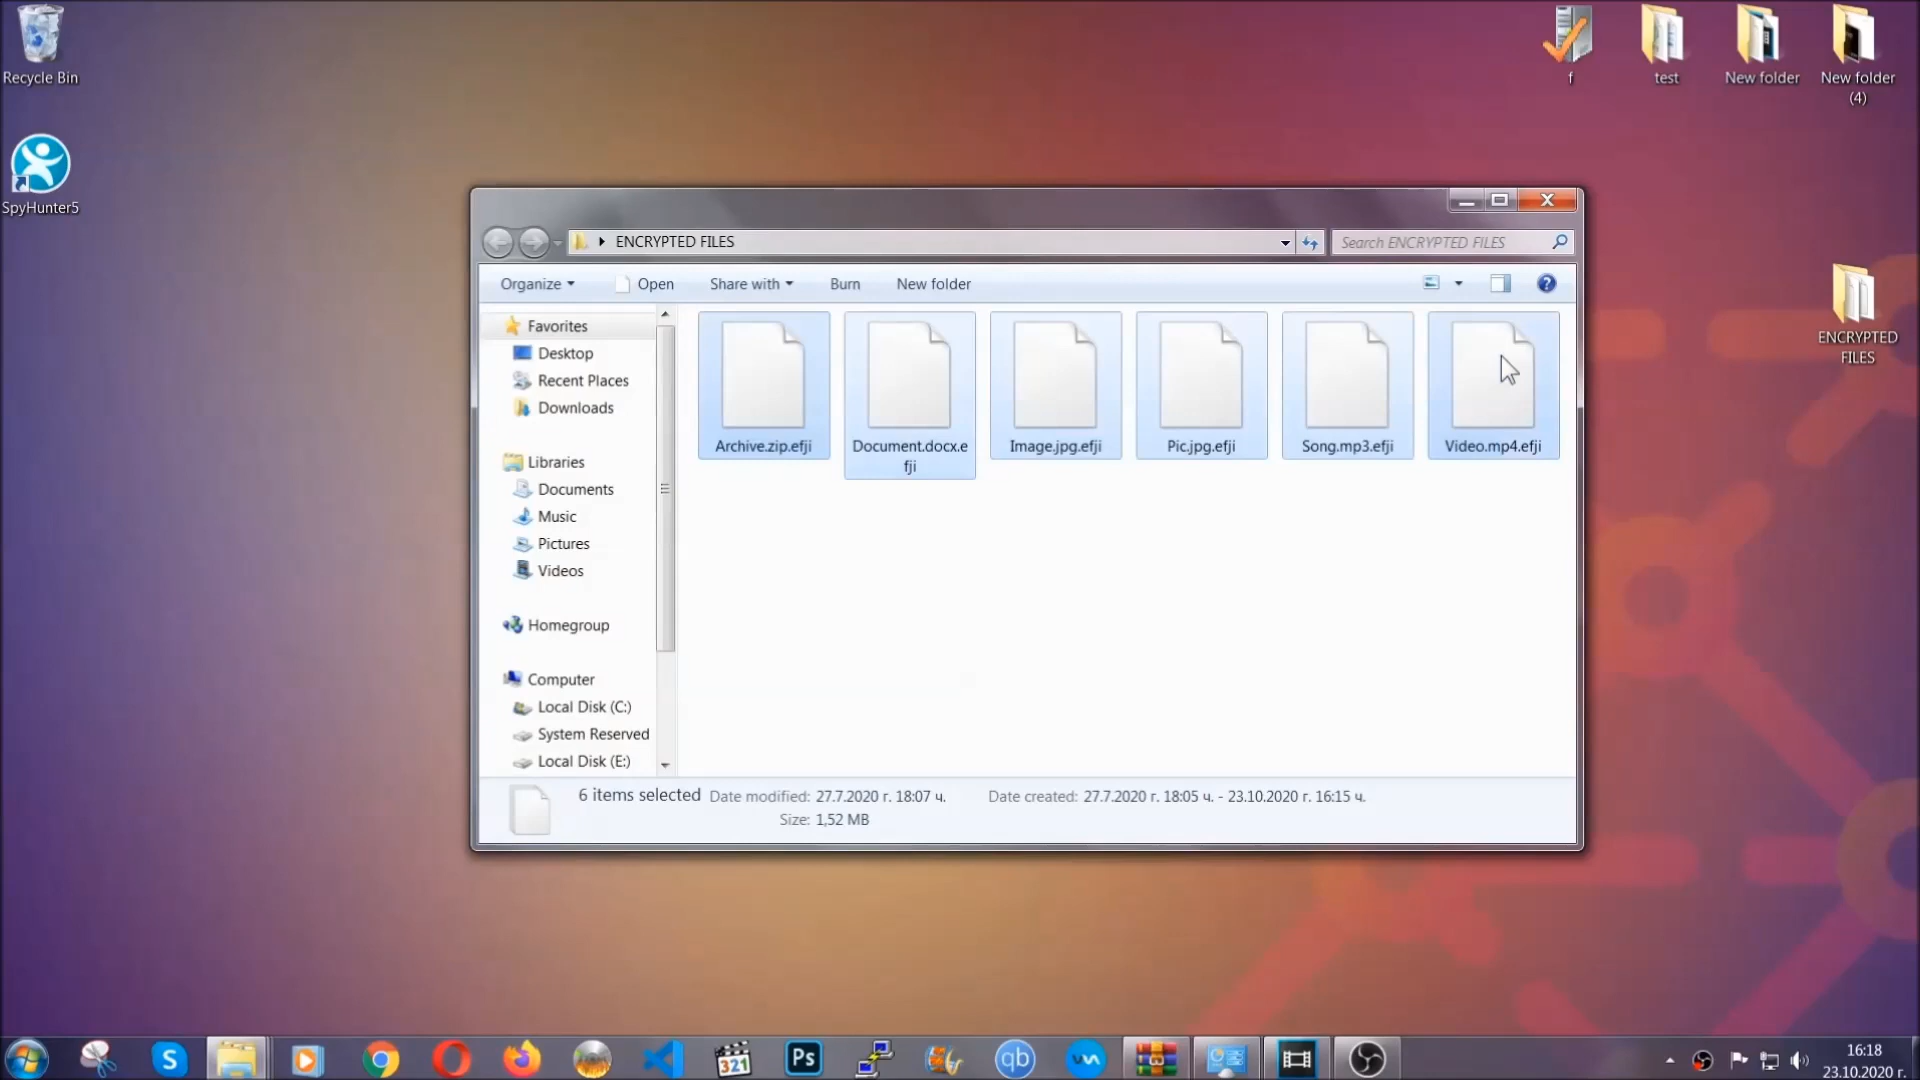 Recycle Bin
SpyHunter5
f
test
New folder
New folder
(4)
ENCRYPTED
FILES
ENCRYPTED FILES
Search ENCRYPTED FILES
Organize
Open
Share with
Burn
New folder
Favorites
Desktop
Recent Places
Downloads
Libraries
Documents
Music
Pictures
Videos
Homegroup
Computer
Local Disk (C:)
System Reserved
Local Disk (E:)
Archive.zip.efji
Document.docx.e
fji
Image.jpg.efji
Pic.jpg.efji
Song.mp3.efji
Video.mp4.efji
6 items selected
Date modified: 27.7.2020 г. 18:07 ч.
Date created: 27.7.2020 г. 18:05 ч. - 23.10.2020 г. 16:15 ч.
Size: 1,52 MB
S
321
Ps
qb
16:18
23.10.2020 г.